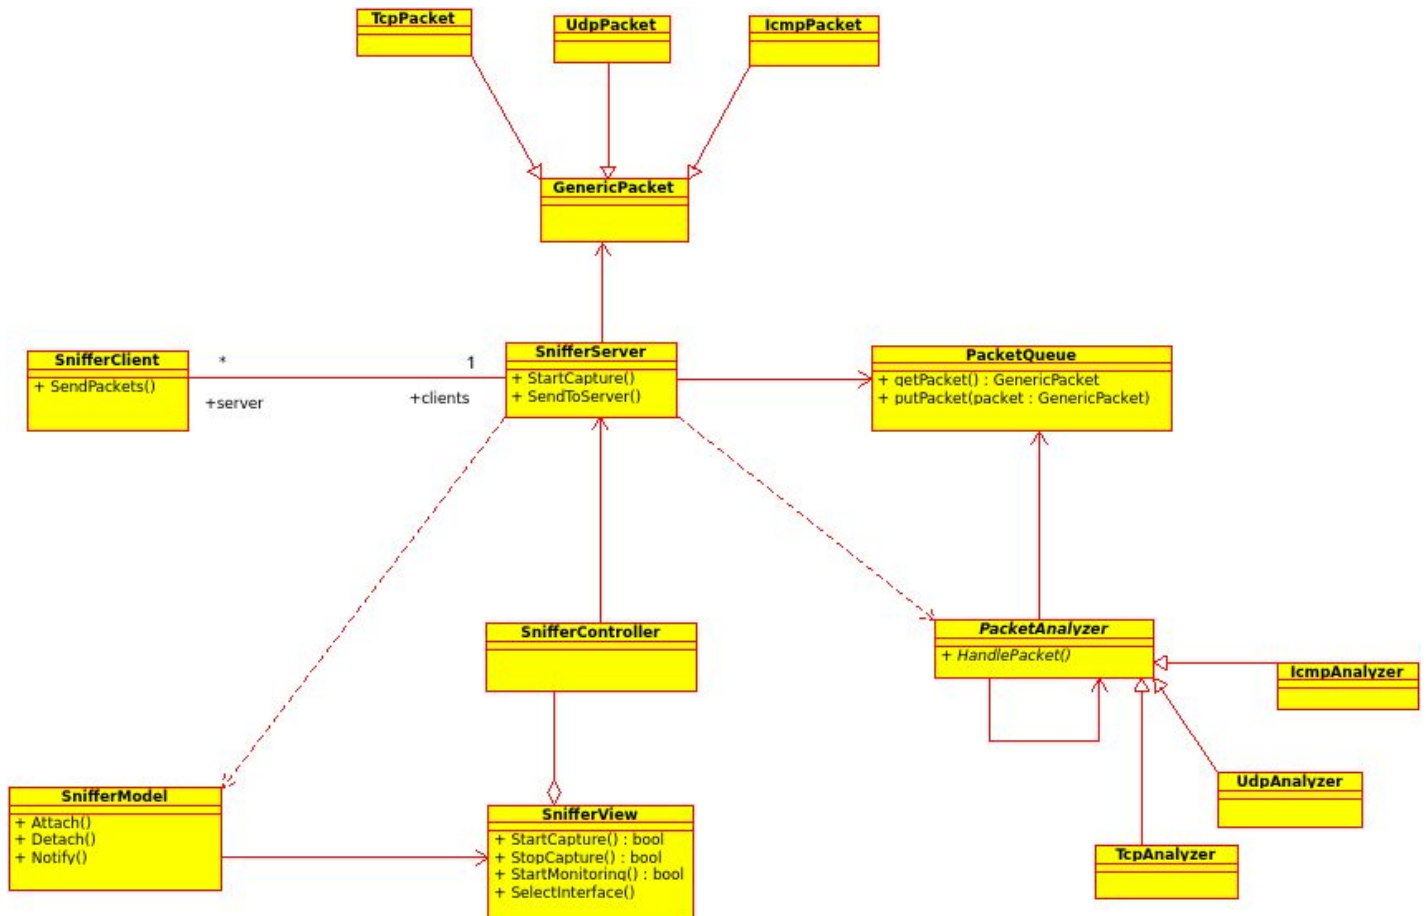 TcpPacket
UdpPacket
IcmpPacket
GenericPacket
SnifferClient
+ SendPackets()
*
1
+server
+clients
SnifferServer
+ StartCapture()
+ SendToServer()
PacketQueue
+ getPacket() : GenericPacket
+ putPacket(packet : GenericPacket)
SnifferController
PacketAnalyzer
+ HandlePacket()
IcmpAnalyzer
UdpAnalyzer
TcpAnalyzer
SnifferModel
+ Attach()
+ Detach()
+ Notify()
SnifferView
+ StartCapture() : bool
+ StopCapture() : bool
+ StartMonitoring() : bool
+ SelectInterface()